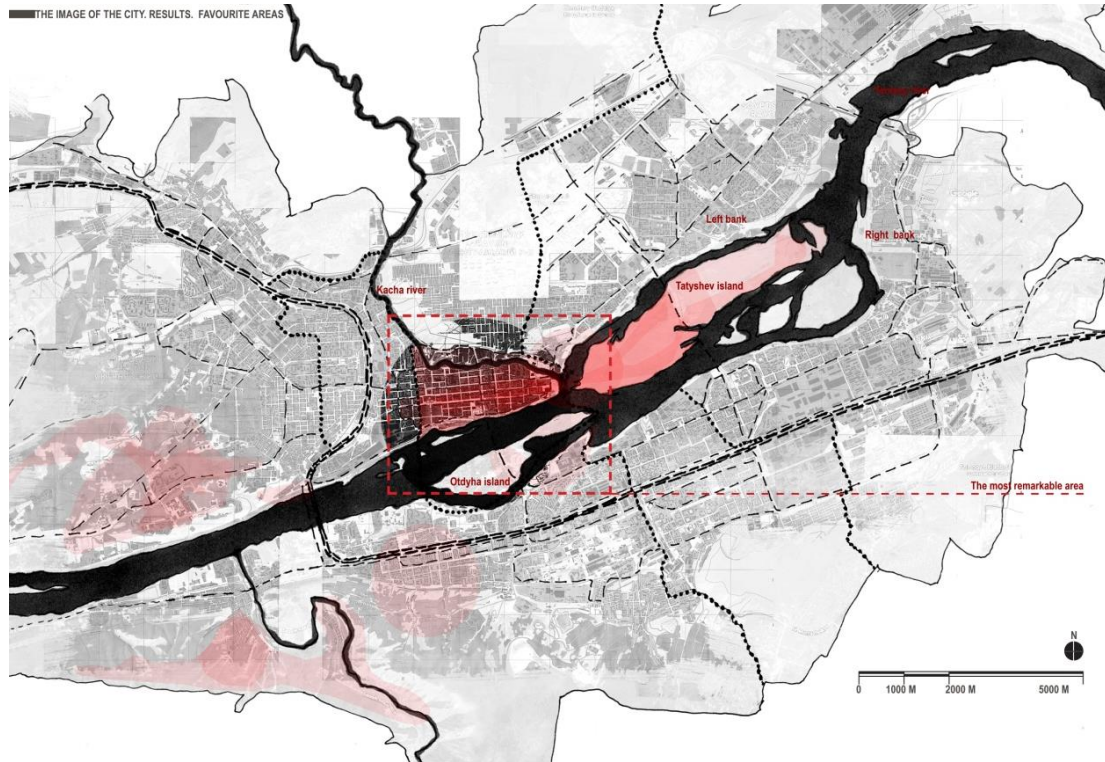 THE IMAGE OF THE CITY. RESULTS. FAVOURITE AREAS
Left bank
Right bank
Kacha river
Tatyshev island
Otdyha island
The most remarkable area
N
0 1000 M 2000 M 5000 M